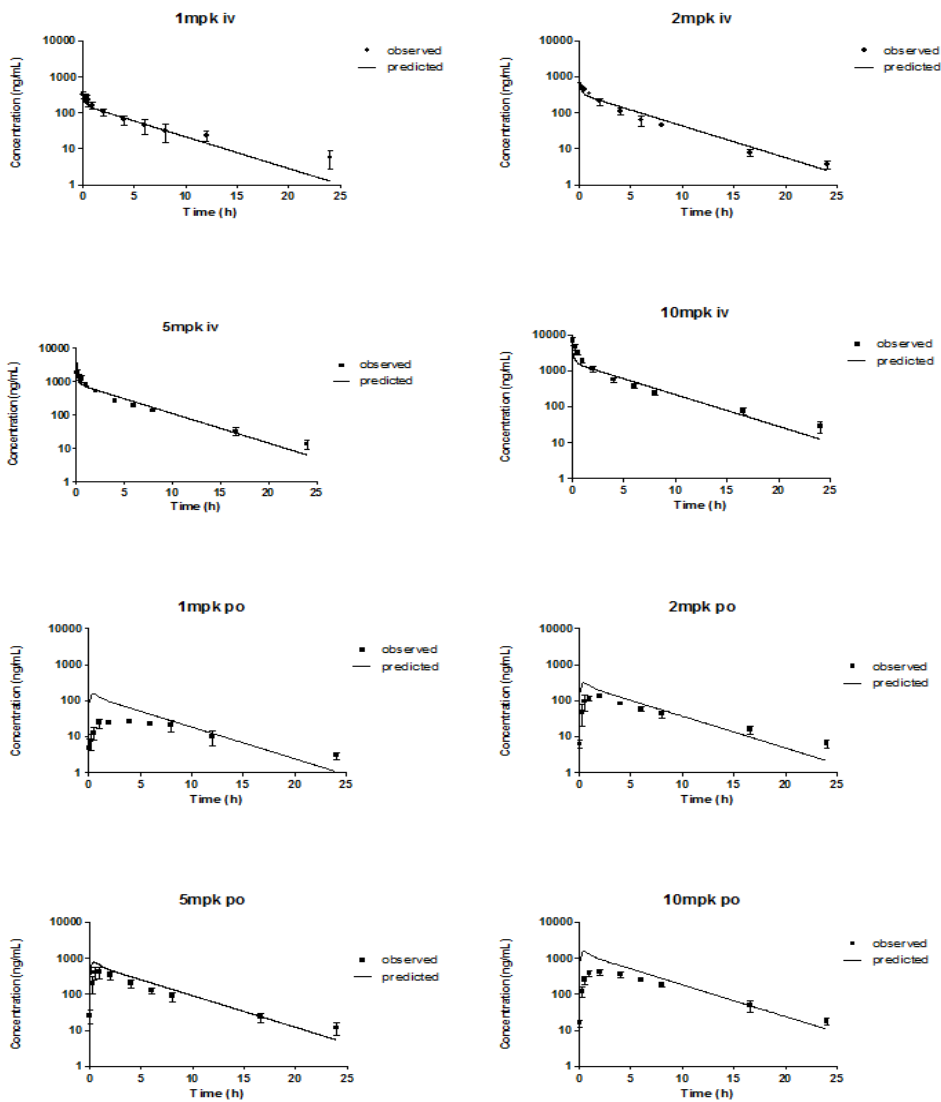 1mpk iv
10000
1000
100
10
1
0 5 10 15 20 25
Concentration (ng/mL)
Time (h)
observed
predicted
2mpk iv
10000
1000
100
10
1
0 5 10 15 20 25
Concentration (ng/mL)
Time (h)
observed
predicted
5mpk iv
10000
1000
100
10
1
0 5 10 15 20 25
Concentration (ng/mL)
Time (h)
observed
predicted
10mpk iv
10000
1000
100
10
1
0 5 10 15 20 25
Concentration (ng/mL)
Time (h)
observed
predicted
1mpk po
10000
1000
100
10
1
0 5 10 15 20 25
Concentration (ng/mL)
Time (h)
observed
predicted
2mpk po
10000
1000
100
10
1
0 5 10 15 20 25
Concentration (ng/mL)
Time (h)
observed
predicted
5mpk po
10000
1000
100
10
1
0 5 10 15 20 25
Concentration (ng/mL)
Time (h)
observed
predicted
10mpk po
10000
1000
100
10
1
0 5 10 15 20 25
Concentration (ng/mL)
Time (h)
observed
predicted